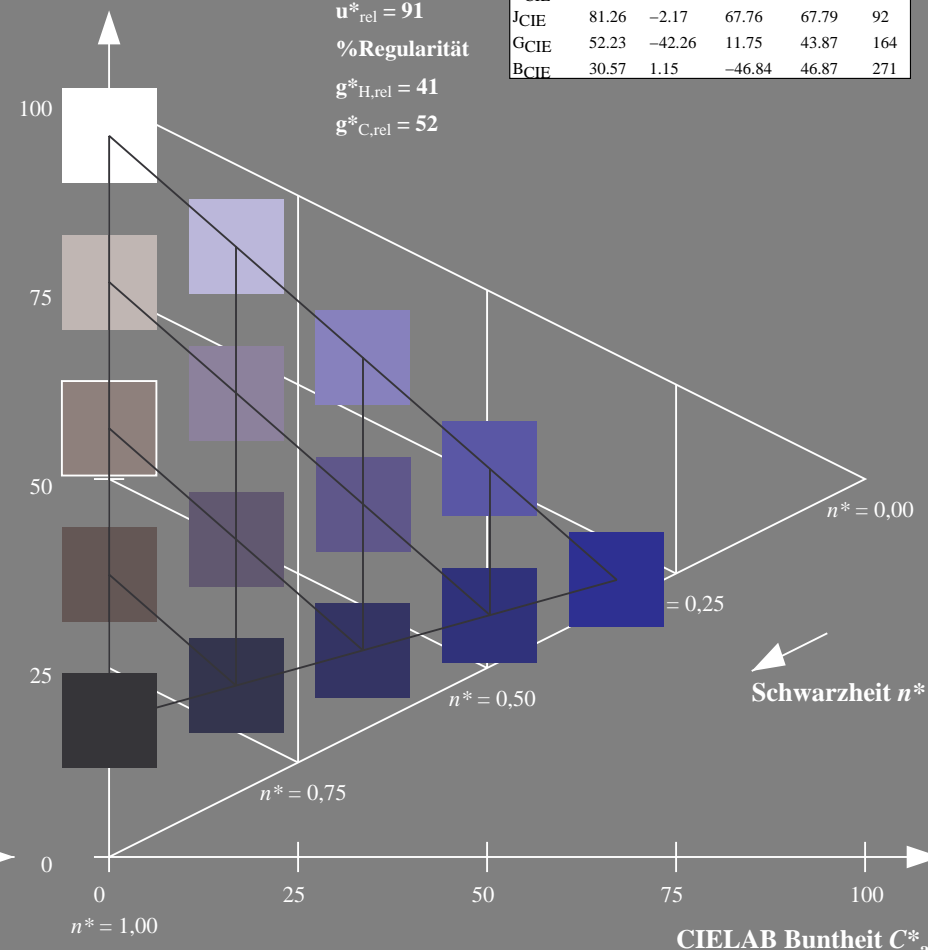 u*rel = 91
%Regularität
g*H,rel = 41
g*C,rel = 52
CIE
JCIE 81.26 −2.17 67.76 67.79 92
GCIE 52.23 −42.26 11.75 43.87 164
BCIE 30.57 1.15 −46.84 46.87 271
100
75
50
n* = 0,00
= 0,25
25
Schwarzheit n*
n* = 0,50
n* = 0,75
0
0 25 50 75 100
n* = 1,00
CIELAB Buntheit C*a